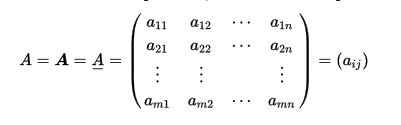 A = A = A = ( a11 a12 ⋯ a1n
a21 a22 ⋯ a2n
⋮ ⋮ ⋮
am1 am2 ⋯ amn ) = (aij)